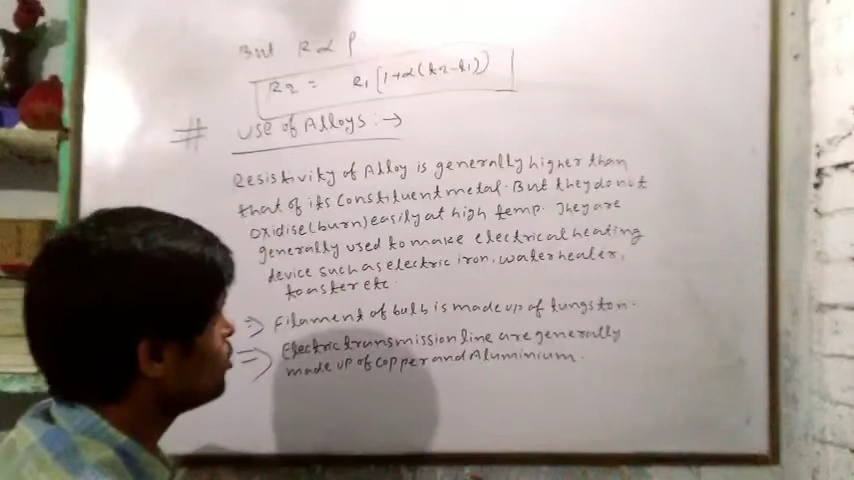 But R ∝ ρ
R2 = R1[1+α(t2-t1)]
# Use of Alloys :→
Resistivity of Alloy is generally higher than
that of its constituent metal. But they do not
oxidise (burn) easily at high temp. They are
generally used to make electrical heating
device such as electric iron, water heater,
toaster etc.
⇒ Filament of bulb is made up of tungston.
⇒ Electric transmission line are generally
made up of copper and Aluminium.